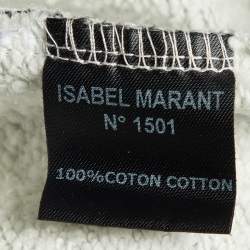 ISABEL MARANT
N° 1501
100%COTON COTTON